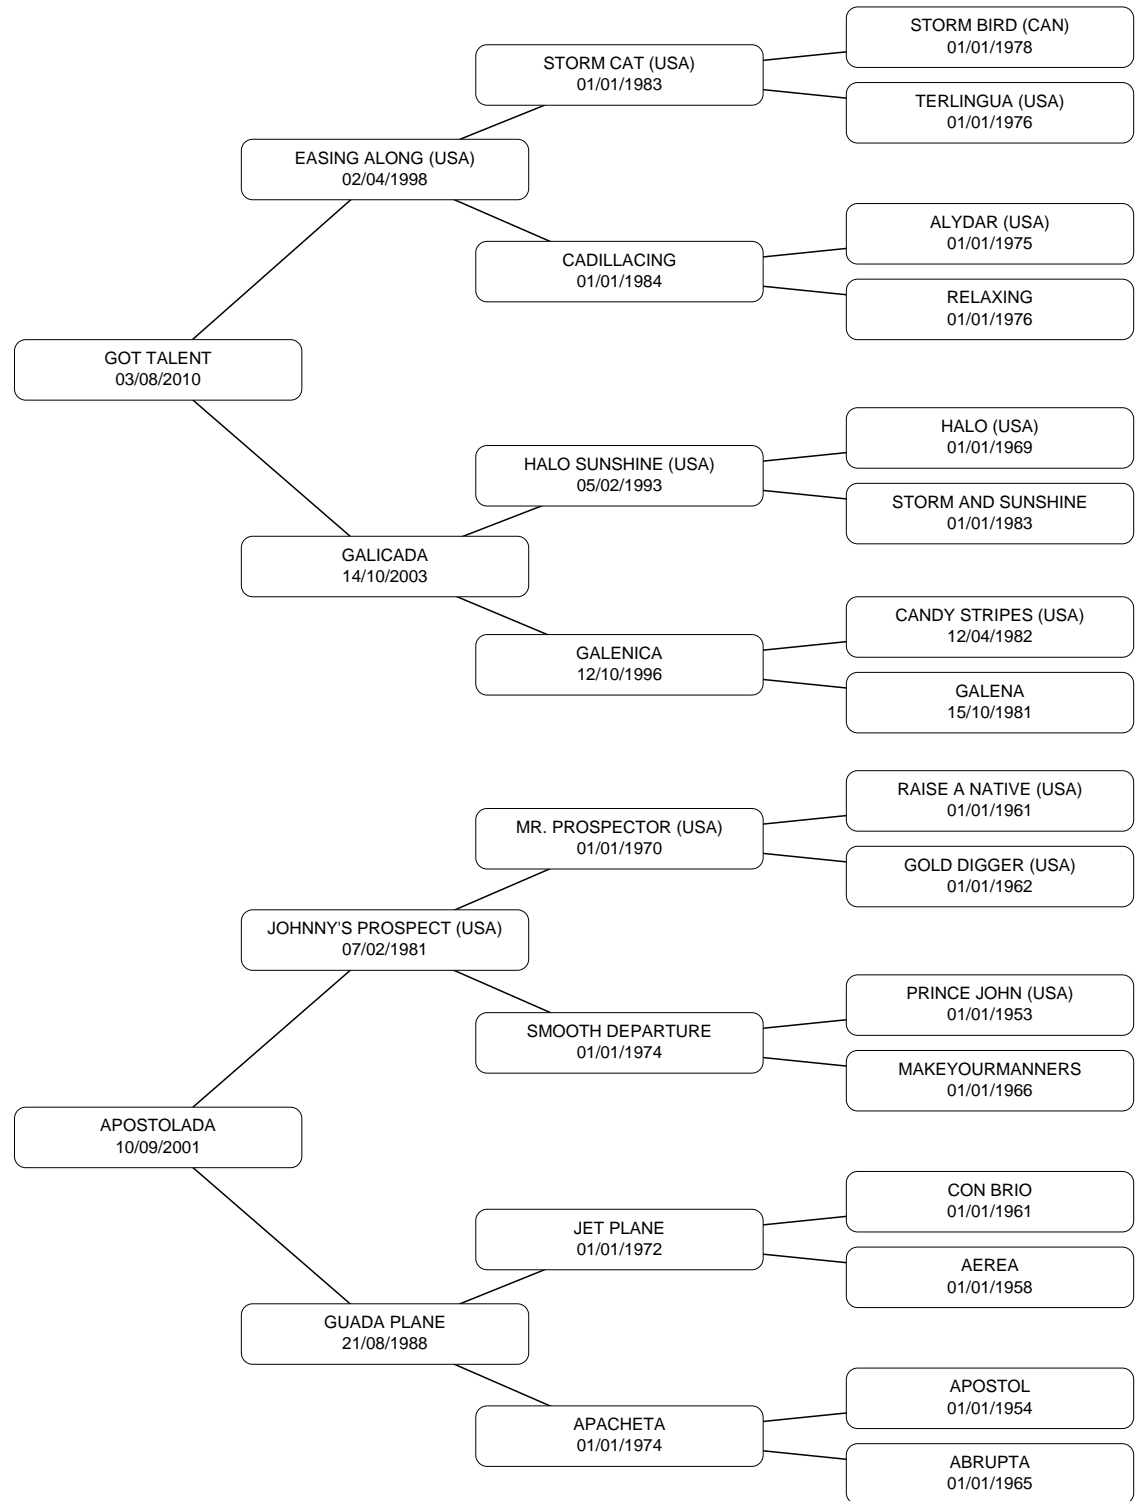 STORM BIRD (CAN)
01/01/1978
STORM CAT (USA)
01/01/1983
TERLINGUA (USA)
01/01/1976
EASING ALONG (USA)
02/04/1998
ALYDAR (USA)
01/01/1975
CADILLACING
01/01/1984
RELAXING
01/01/1976
GOT TALENT
03/08/2010
HALO (USA)
01/01/1969
HALO SUNSHINE (USA)
05/02/1993
STORM AND SUNSHINE
01/01/1983
GALICADA
14/10/2003
CANDY STRIPES (USA)
12/04/1982
GALENICA
12/10/1996
GALENA
15/10/1981
RAISE A NATIVE (USA)
01/01/1961
MR. PROSPECTOR (USA)
01/01/1970
GOLD DIGGER (USA)
01/01/1962
JOHNNY'S PROSPECT (USA)
07/02/1981
PRINCE JOHN (USA)
01/01/1953
SMOOTH DEPARTURE
01/01/1974
MAKEYOURMANNERS
01/01/1966
APOSTOLADA
10/09/2001
CON BRIO
01/01/1961
JET PLANE
01/01/1972
AEREA
01/01/1958
GUADA PLANE
21/08/1988
APOSTOL
01/01/1954
APACHETA
01/01/1974
ABRUPTA
01/01/1965